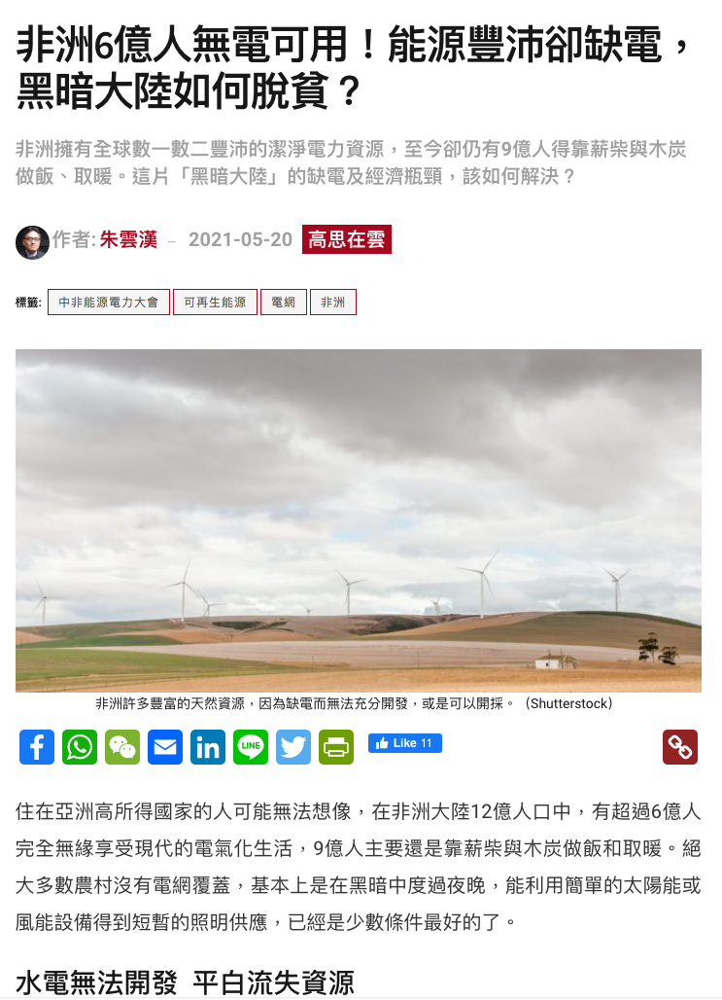 非洲6億人無電可用！能源豐沛卻缺電，
黑暗大陸如何脫貧？
非洲擁有全球數一數二豐沛的潔淨電力資源，至今卻仍有9億人得靠薪柴與木炭
做飯、取暖。這片「黑暗大陸」的缺電及經濟瓶頸，該如何解決？
作者: 朱雲漢 – 2021-05-20 高思在雲
標籤: 中非能源電力大會 可再生能源 電網 非洲
非洲許多豐富的天然資源，因為缺電而無法充分開發，或是可以開採。（Shutterstock）
LINE
in
Like 11
住在亞洲高所得國家的人可能無法想像，在非洲大陸12億人口中，有超過6億人
完全無緣享受現代的電氣化生活，9億人主要還是靠薪柴與木炭做飯和取暖。絕
大多數農村沒有電網覆蓋，基本上是在黑暗中度過夜晚，能利用簡單的太陽能或
風能設備得到短暫的照明供應，已經是少數條件最好的了。
水電無法開發 平白流失資源